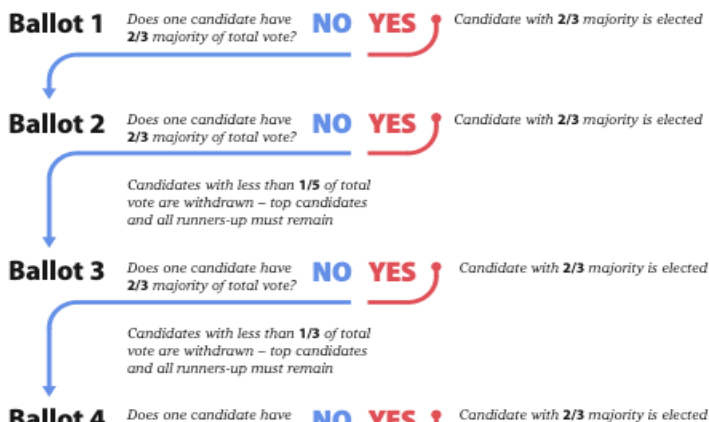 Ballot 1 Does one candidate have 2/3 majority of total vote? NO YES Candidate with 2/3 majority is elected
Ballot 2 Does one candidate have 2/3 majority of total vote? NO YES Candidate with 2/3 majority is elected
Candidates with less than 1/5 of total
vote are withdrawn – top candidates
and all runners-up must remain
Ballot 3 Does one candidate have 2/3 majority of total vote? NO YES Candidate with 2/3 majority is elected
Candidates with less than 1/3 of total
vote are withdrawn – top candidates
and all runners-up must remain
Ballot 4 Does one candidate have NO YES Candidate with 2/3 majority is elected